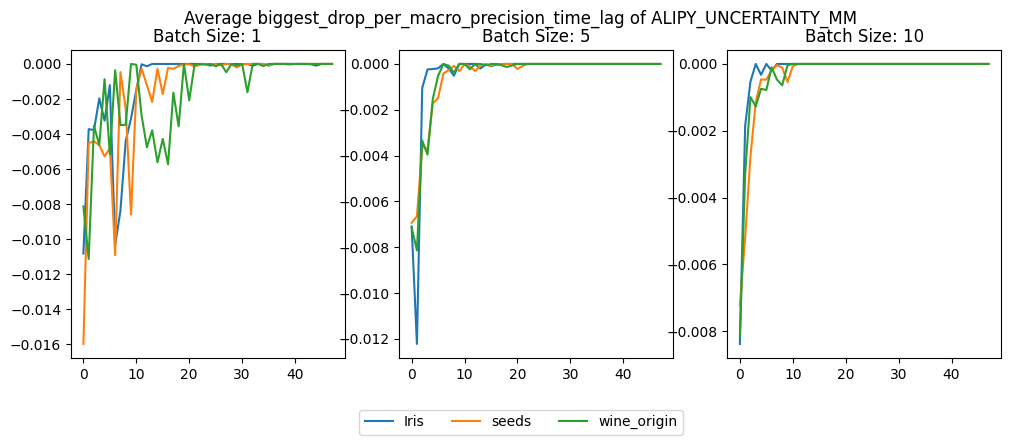 Average biggest_drop_per_macro_precision_time_lag of ALIPY_UNCERTAINTY_MM
Batch Size: 1
Batch Size: 5
Batch Size: 10
0.000
−0.002
−0.004
−0.006
−0.008
−0.010
−0.012
−0.014
−0.016
0 10 20 30 40
0.000
−0.002
−0.004
−0.006
−0.008
−0.010
−0.012
0 10 20 30 40
0.000
−0.002
−0.004
−0.006
−0.008
0 10 20 30 40
Iris seeds wine_origin